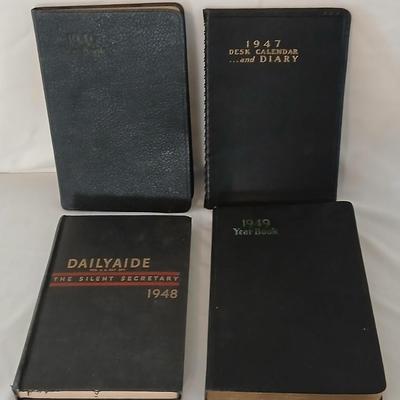 1947
DESK CALENDAR
...and DIARY
DAILYAIDE
THE SILENT SECRETARY
1948
1949
Year Book